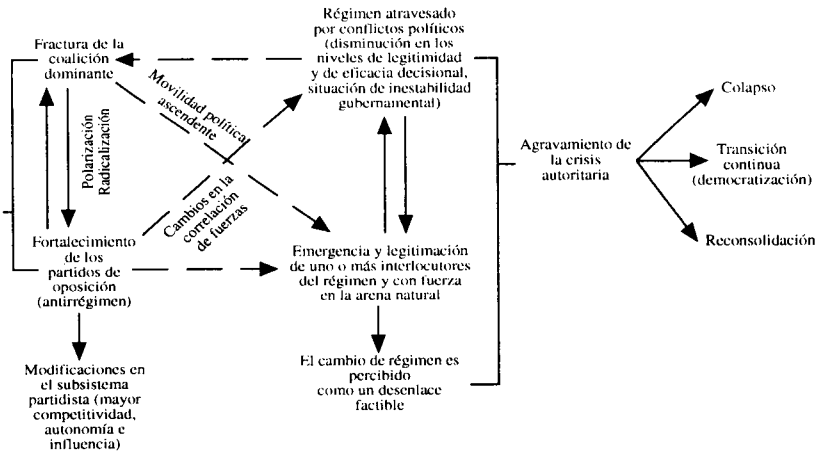 Fractura de la
coalición
dominante
Polarización
Radicalización
Fortalecimiento
de los
partidos de
oposición
(antirrégimen)
Modificaciones en
el subsistema
partidista (mayor
competitividad,
autonomía e
influencia)
Movilidad política
ascendente
Cambios en la
correlación
de fuerzas
Régimen atravesado
por conflictos políticos
(disminución en los
niveles de legitimidad
y de eficacia decisional,
situación de inestabilidad
gubernamental)
Emergencia y legitimación
de uno o más interlocutores
del régimen y con fuerza
en la arena natural
El cambio de régimen es
percibido
como un desenlace
factible
Agravamiento de
la crisis
autoritaria
Colapso
Transición
continua
(democratización)
Reconsolidación